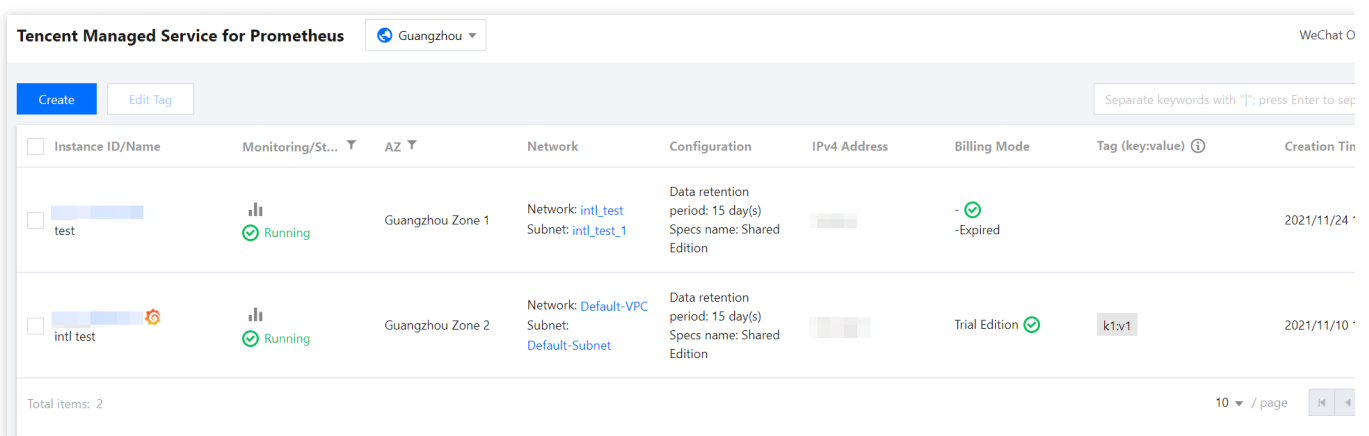 Tencent Managed Service for Prometheus Guangzhou WeChat O
Create Edit Tag Separate keywords with "|"; press Enter to sep
Instance ID/Name Monitoring/St... AZ Network Configuration IPv4 Address Billing Mode Tag (key:value) Creation Tim
test
Running
Guangzhou Zone 1
Network: intl_test
Subnet: intl_test_1
Data retention
period: 15 day(s)
Specs name: Shared
Edition
-
-Expired
2021/11/24 1
intl test
Running
Guangzhou Zone 2
Network: Default-VPC
Subnet:
Default-Subnet
Data retention
period: 15 day(s)
Specs name: Shared
Edition
Trial Edition
k1:v1
2021/11/10 1
Total items: 2 10 / page